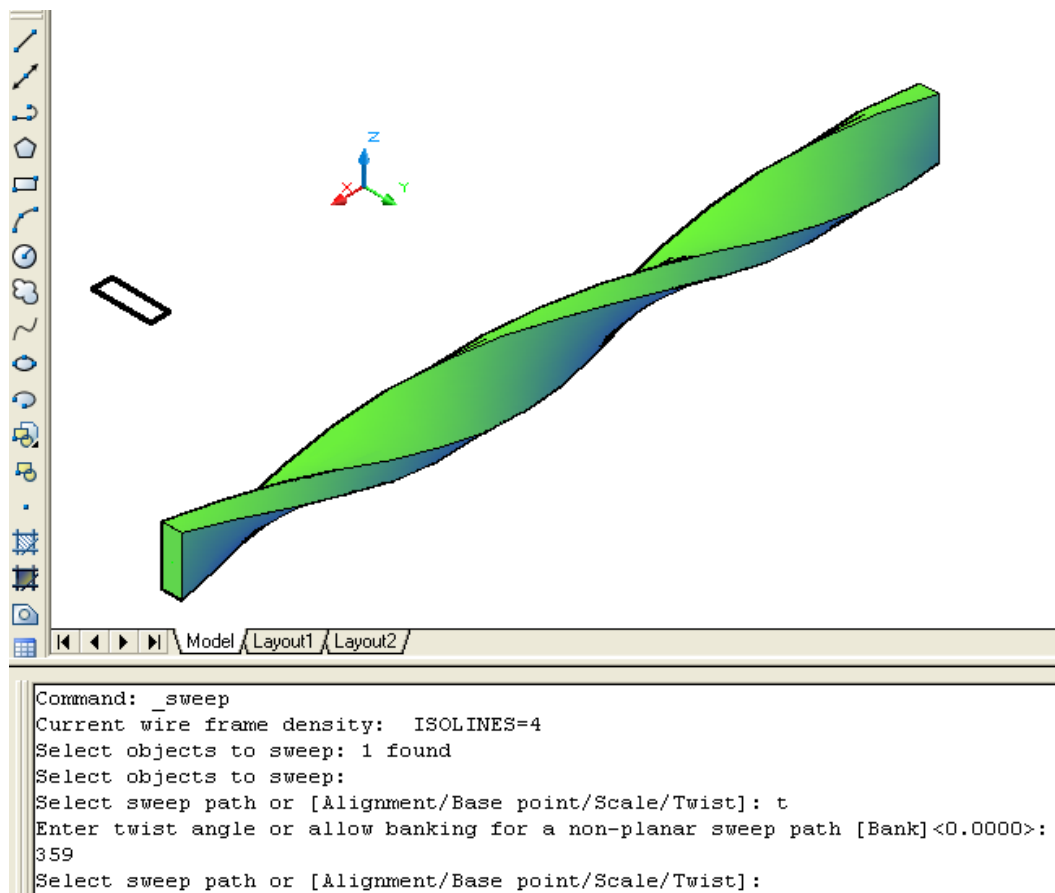 Z
X
Y
Model Layout1 Layout2
Command: _sweep
Current wire frame density:  ISOLINES=4
Select objects to sweep: 1 found
Select objects to sweep:
Select sweep path or [Alignment/Base point/Scale/Twist]: t
Enter twist angle or allow banking for a non-planar sweep path [Bank]<0.0000>:
359
Select sweep path or [Alignment/Base point/Scale/Twist]: